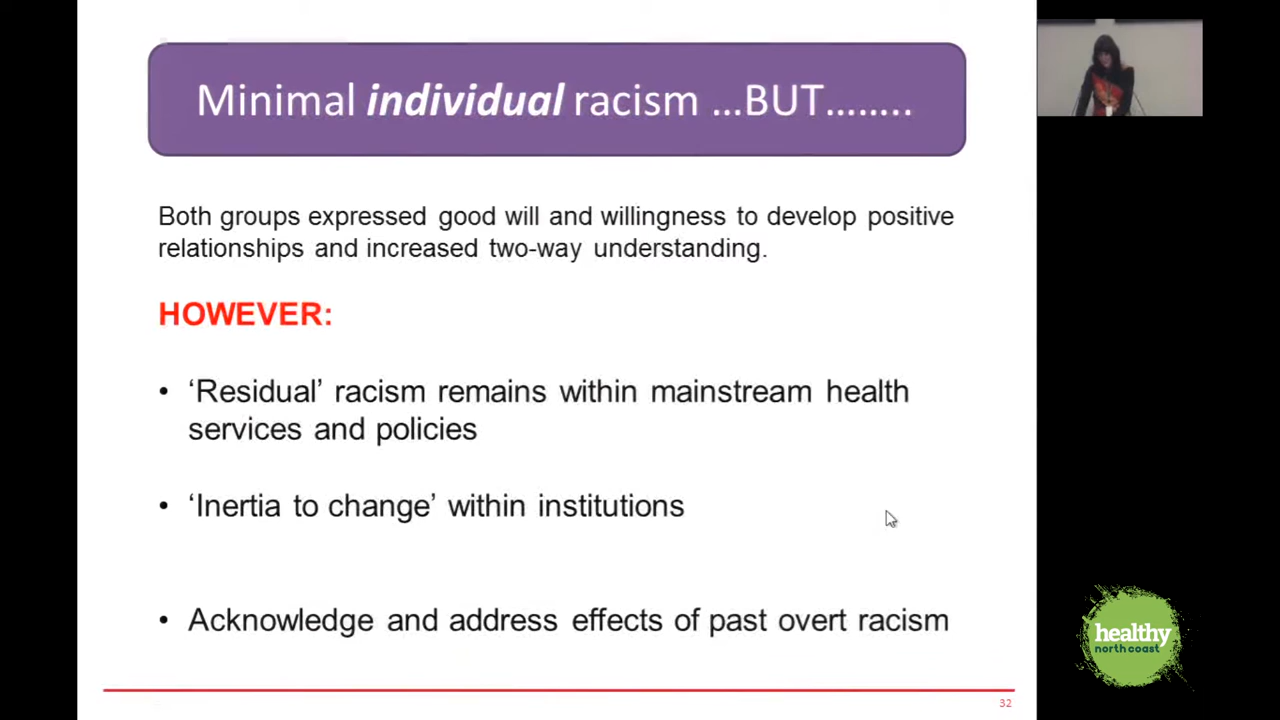 Minimal individual racism ...BUT........
Both groups expressed good will and willingness to develop positive
relationships and increased two-way understanding.
HOWEVER:
• ‘Residual’ racism remains within mainstream health
services and policies
• ‘Inertia to change’ within institutions
• Acknowledge and address effects of past overt racism
32
healthy
north coast